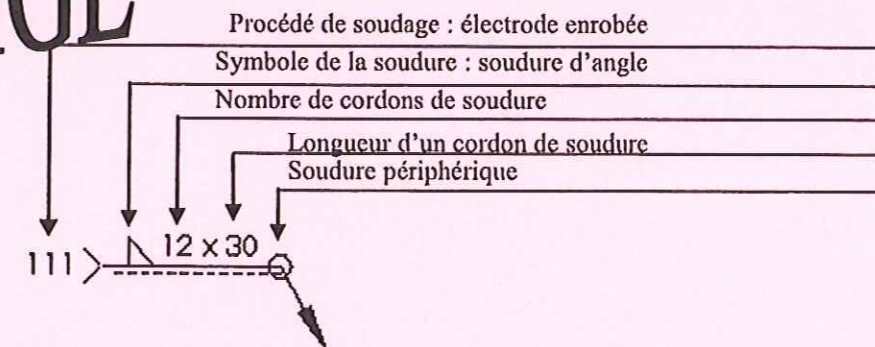 Procédé de soudage : électrode enrobée
Symbole de la soudure : soudure d'angle
Nombre de cordons de soudure
Longueur d'un cordon de soudure
Soudure périphérique
111 12 x 30